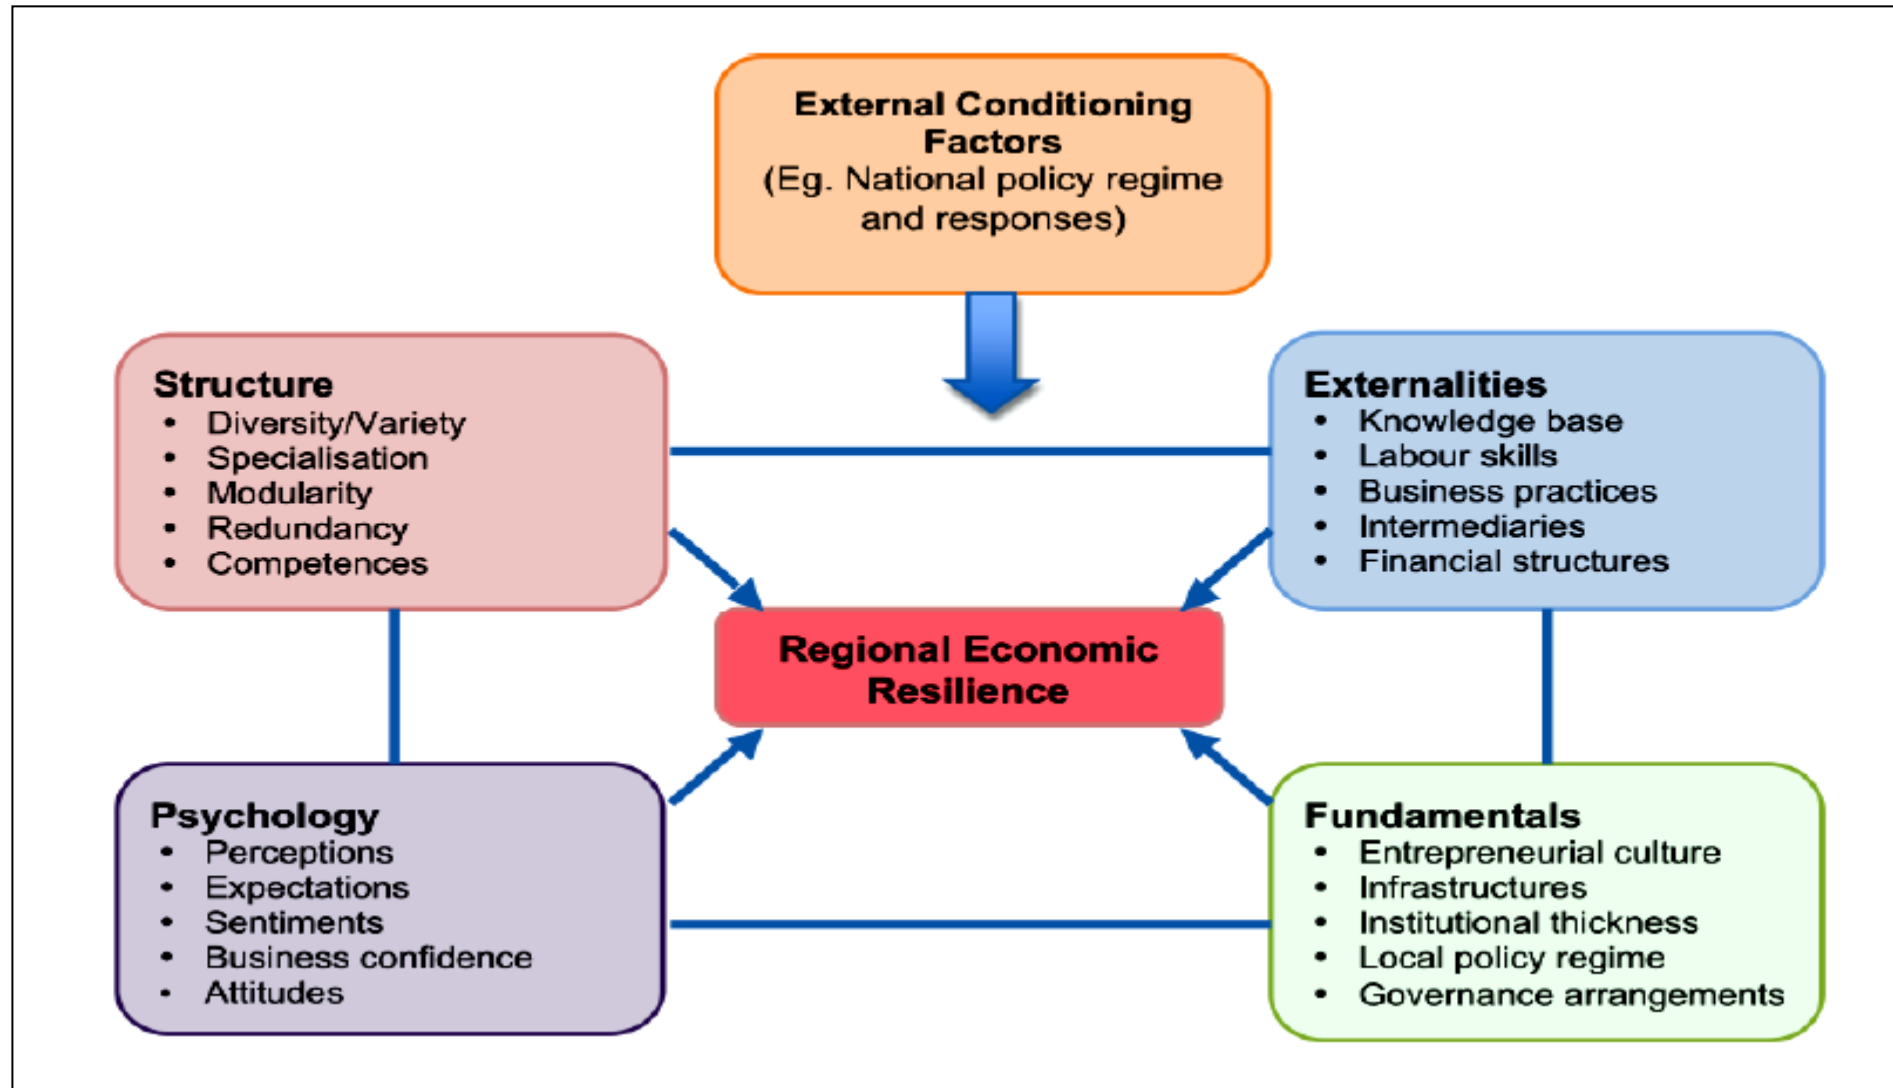 External Conditioning
Factors
(Eg. National policy regime
and responses)
Structure
• Diversity/Variety
• Specialisation
• Modularity
• Redundancy
• Competences
Externalities
• Knowledge base
• Labour skills
• Business practices
• Intermediaries
• Financial structures
Regional Economic
Resilience
Psychology
• Perceptions
• Expectations
• Sentiments
• Business confidence
• Attitudes
Fundamentals
• Entrepreneurial culture
• Infrastructures
• Institutional thickness
• Local policy regime
• Governance arrangements